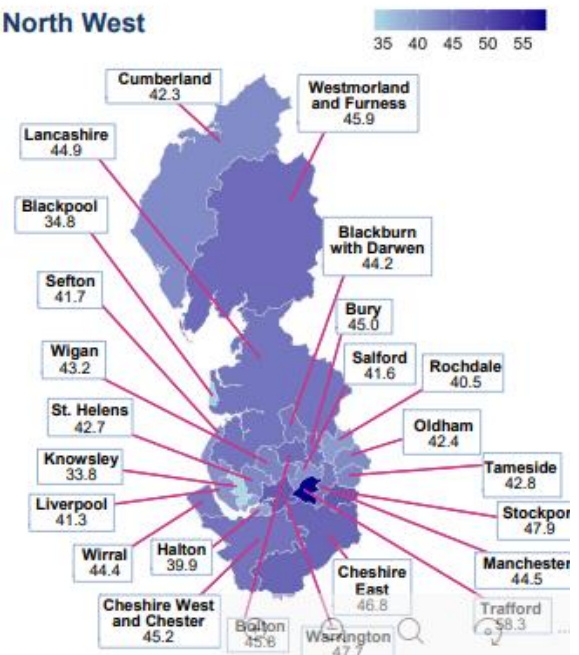 North West
35 40 45 50 55
Cumberland
42.3
Westmorland
and Furness
45.9
Lancashire
44.9
Blackpool
34.8
Blackburn
with Darwen
44.2
Sefton
41.7
Bury
45.0
Wigan
43.2
Salford
41.6
Rochdale
40.5
St. Helens
42.7
Oldham
42.4
Knowsley
33.8
Tameside
42.8
Liverpool
41.3
Stockpor
47.9
Wirral
44.4
Halton
39.9
Manchester
44.5
Cheshire
East
46.8
Cheshire West
and Chester
45.2
Trafford
58.3
Bolton
45.6
Warrington
47.7